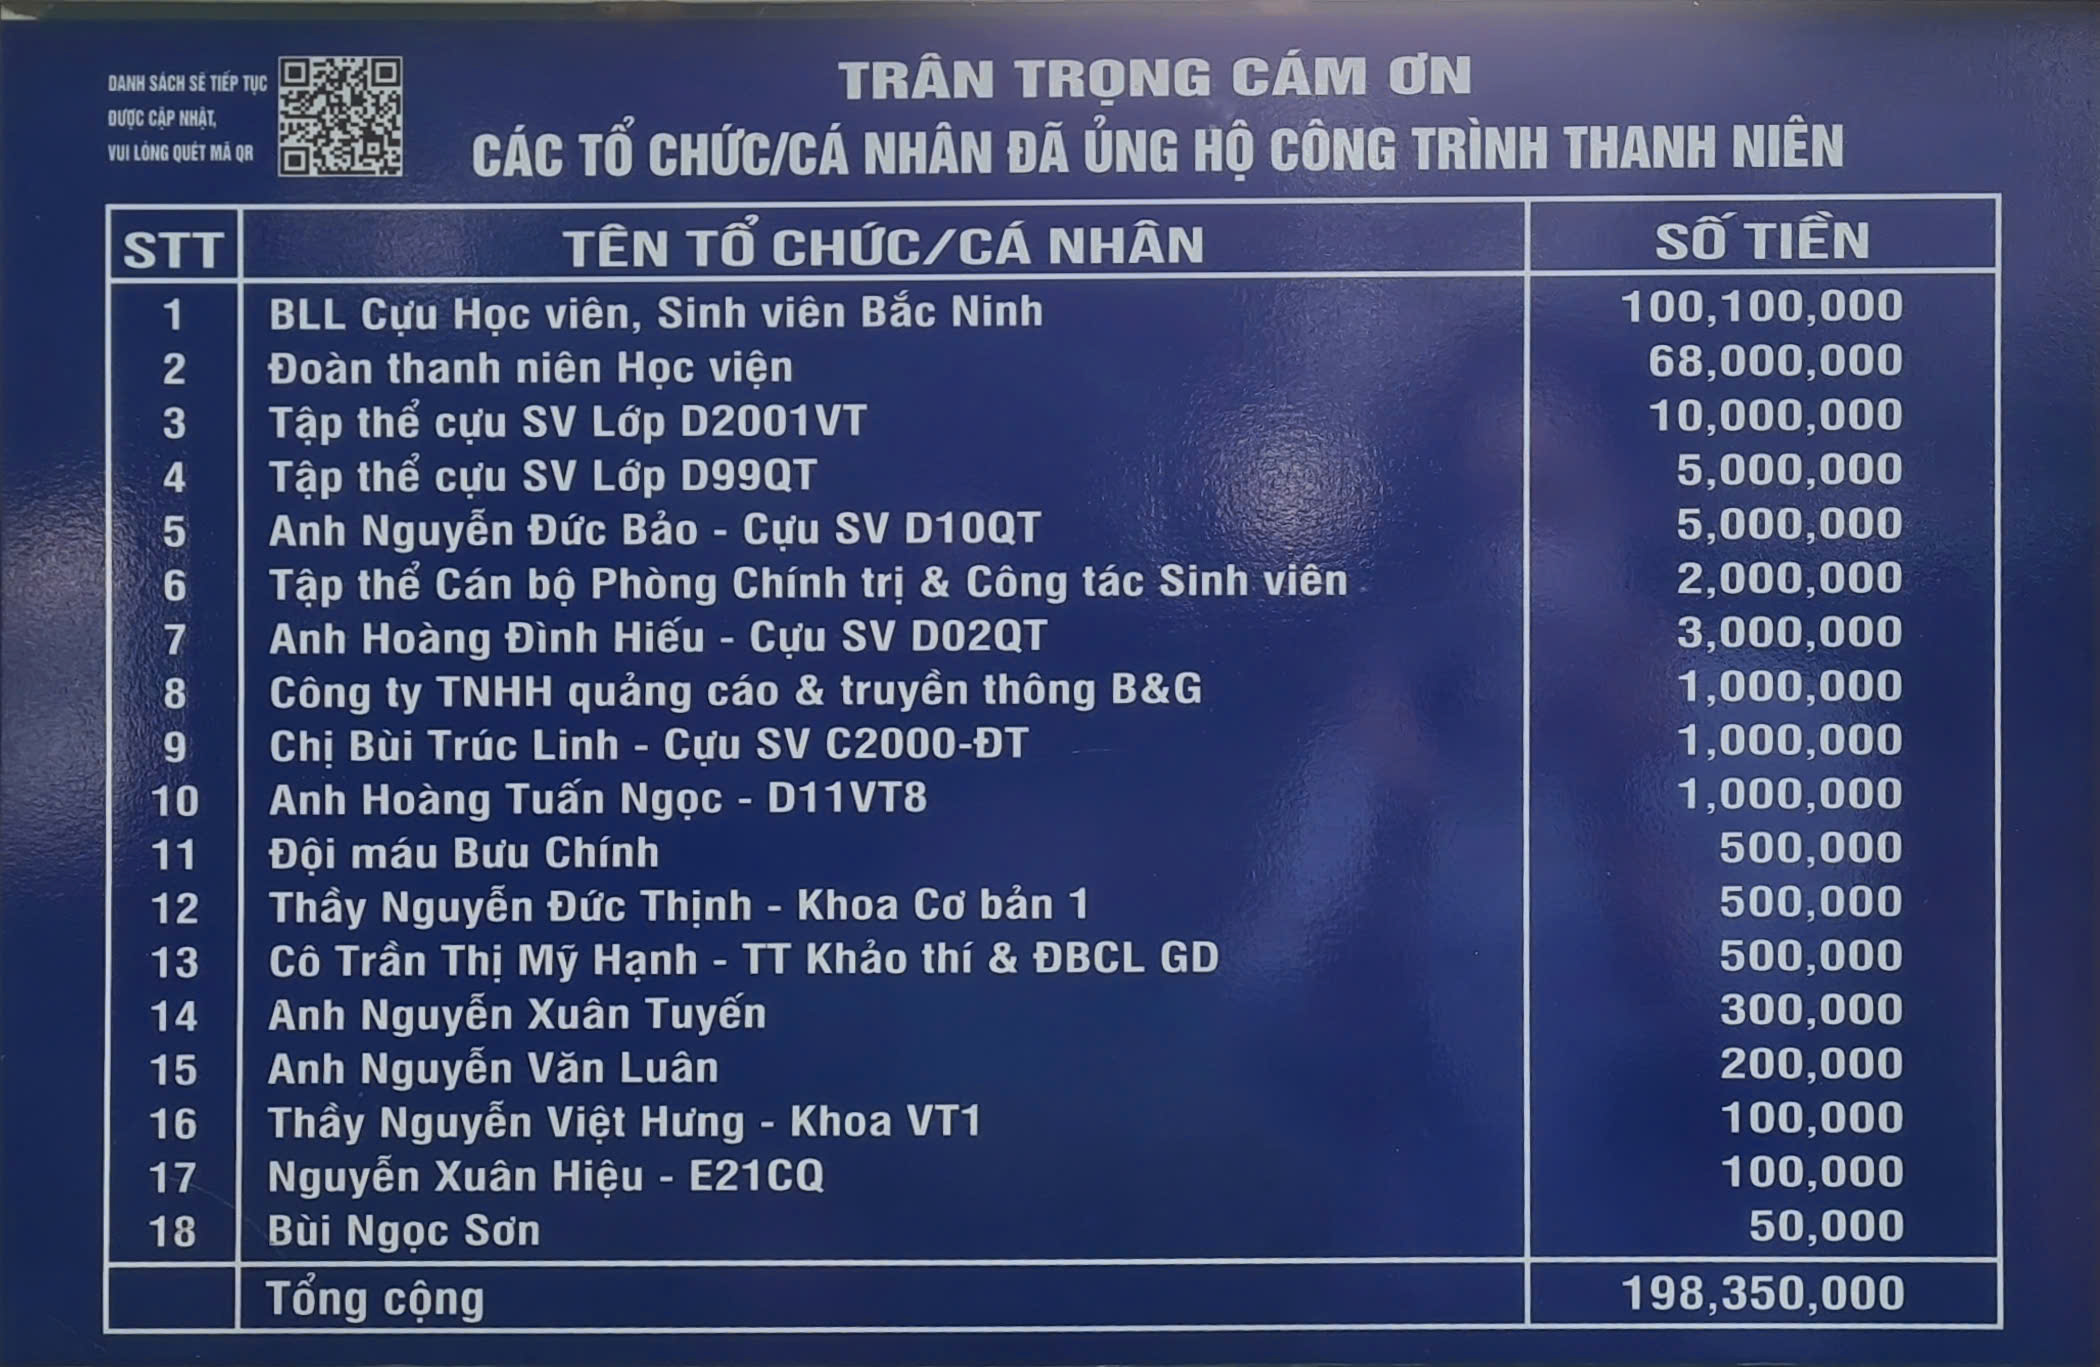 DANH SÁCH SẼ TIẾP TỤC
ĐƯỢC CẬP NHẬT,
VUI LÒNG QUÉT MÃ QR
TRÂN TRỌNG CÁM ƠN
CÁC TỔ CHỨC/CÁ NHÂN ĐÃ ỦNG HỘ CÔNG TRÌNH THANH NIÊN
STT TÊN TỔ CHỨC/CÁ NHÂN SỐ TIỀN
1 BLL Cựu Học viên, Sinh viên Bắc Ninh 100,100,000
2 Đoàn thanh niên Học viện 68,000,000
3 Tập thể cựu SV Lớp D2001VT 10,000,000
4 Tập thể cựu SV Lớp D99QT 5,000,000
5 Anh Nguyễn Đức Bảo - Cựu SV D10QT 5,000,000
6 Tập thể Cán bộ Phòng Chính trị & Công tác Sinh viên 2,000,000
7 Anh Hoàng Đình Hiếu - Cựu SV D02QT 3,000,000
8 Công ty TNHH quảng cáo & truyền thông B&G 1,000,000
9 Chị Bùi Trúc Linh - Cựu SV C2000-ĐT 1,000,000
10 Anh Hoàng Tuấn Ngọc - D11VT8 1,000,000
11 Đội máu Bưu Chính 500,000
12 Thầy Nguyễn Đức Thịnh - Khoa Cơ bản 1 500,000
13 Cô Trần Thị Mỹ Hạnh - TT Khảo thí & ĐBCL GD 500,000
14 Anh Nguyễn Xuân Tuyến 300,000
15 Anh Nguyễn Văn Luân 200,000
16 Thầy Nguyễn Việt Hưng - Khoa VT1 100,000
17 Nguyễn Xuân Hiệu - E21CQ 100,000
18 Bùi Ngọc Sơn 50,000
Tổng cộng 198,350,000